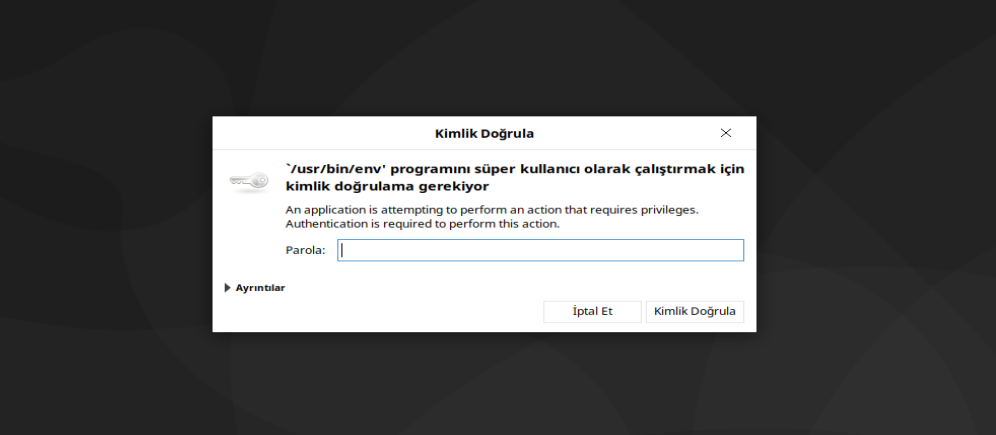 Kimlik Doğrula
`/usr/bin/env' programını süper kullanıcı olarak çalıştırmak için
kimlik doğrulama gerekiyor
An application is attempting to perform an action that requires privileges.
Authentication is required to perform this action.
Parola:
Ayrıntılar
İptal Et
Kimlik Doğrula